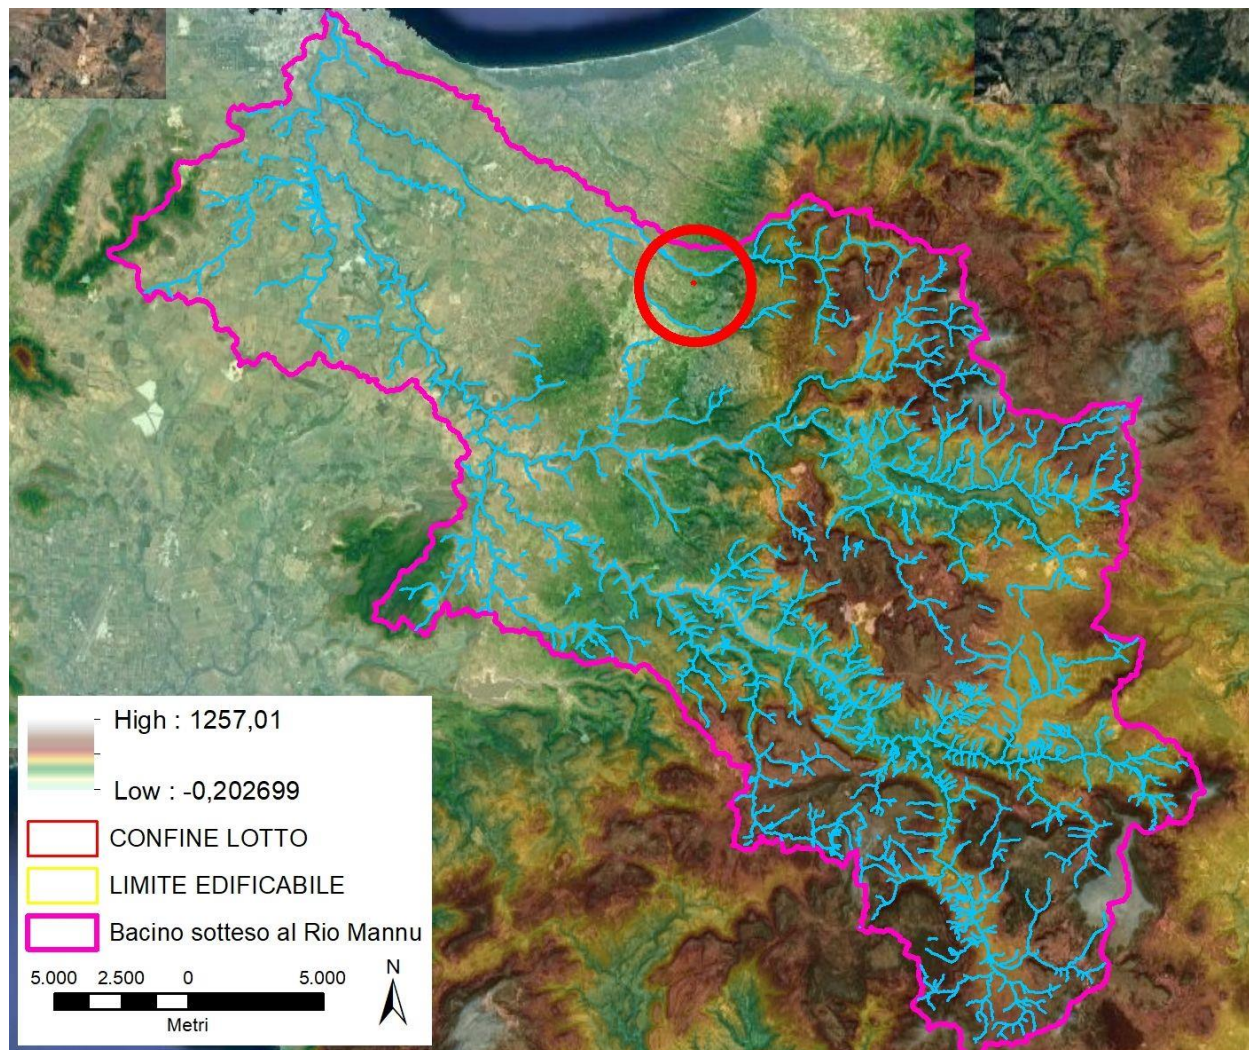 High : 1257,01
Low : -0,202699
CONFINE LOTTO
LIMITE EDIFICABILE
Bacino sotteso al Rio Mannu
5.000 2.500 0 5.000
Metri
N